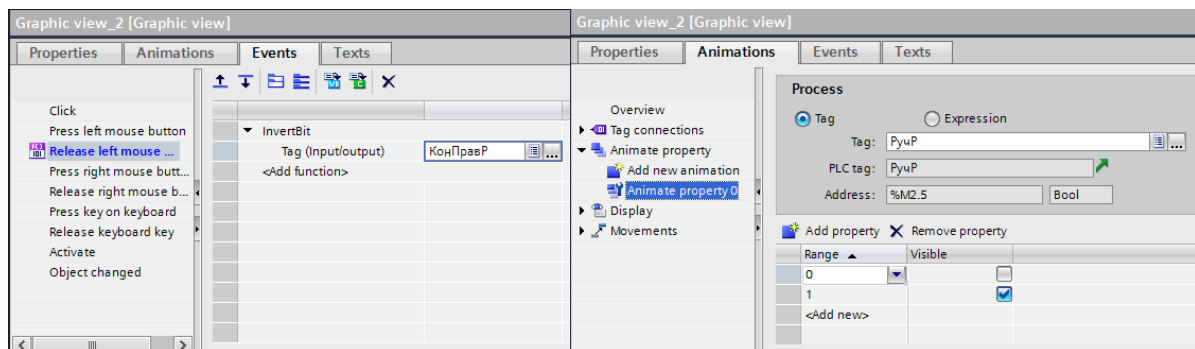 Graphic view_2 [Graphic view]
Properties
Animations
Events
Texts
Click
Press left mouse button
Release left mouse ...
Press right mouse butt...
Release right mouse b...
Press key on keyboard
Release keyboard key
Activate
Object changed
InvertBit
Tag (Input/output)
КонПравР
<Add function>
Graphic view_2 [Graphic view]
Properties
Animations
Events
Texts
Overview
Tag connections
Animate property
Add new animation
Animate property 0
Display
Movements
Process
Tag
Expression
Tag: РучР
PLC tag: РучР
Address: %M2.5 Bool
Add property
Remove property
Range
Visible
0
1
<Add new>